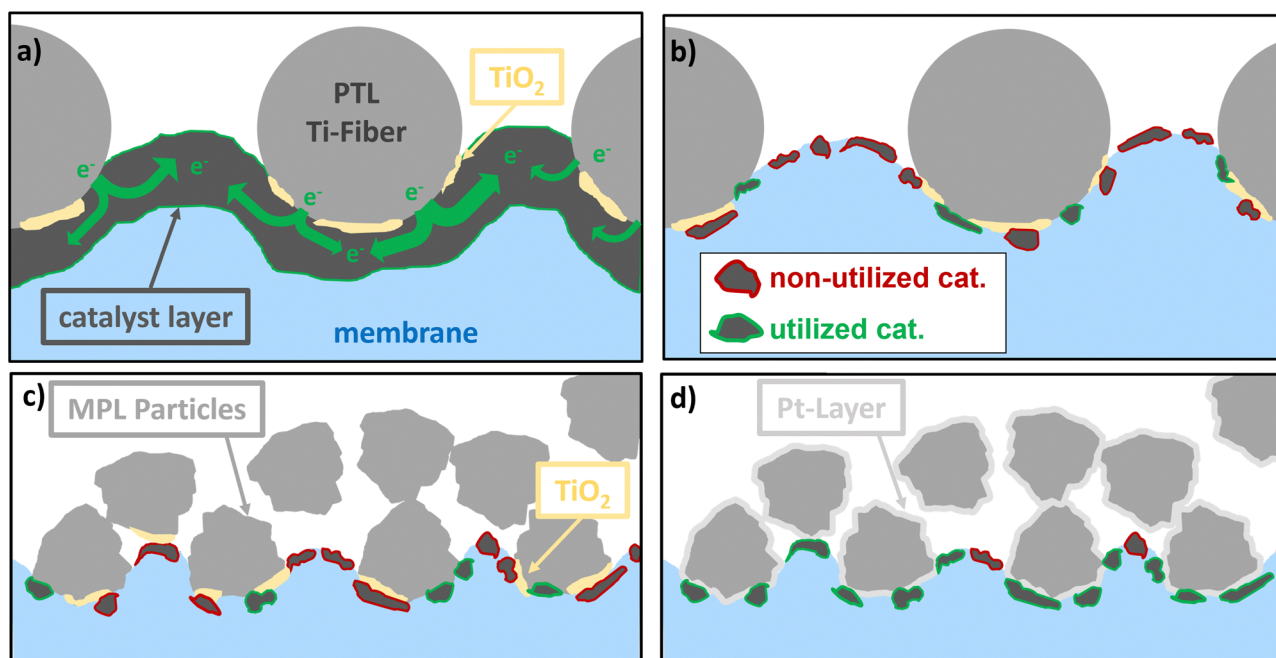 a)
PTL
Ti-Fiber
TiO₂
e⁻
e⁻
e⁻
e⁻
e⁻
e⁻
e⁻
catalyst layer
membrane
b)
non-utilized cat.
utilized cat.
c)
MPL Particles
TiO₂
d)
Pt-Layer